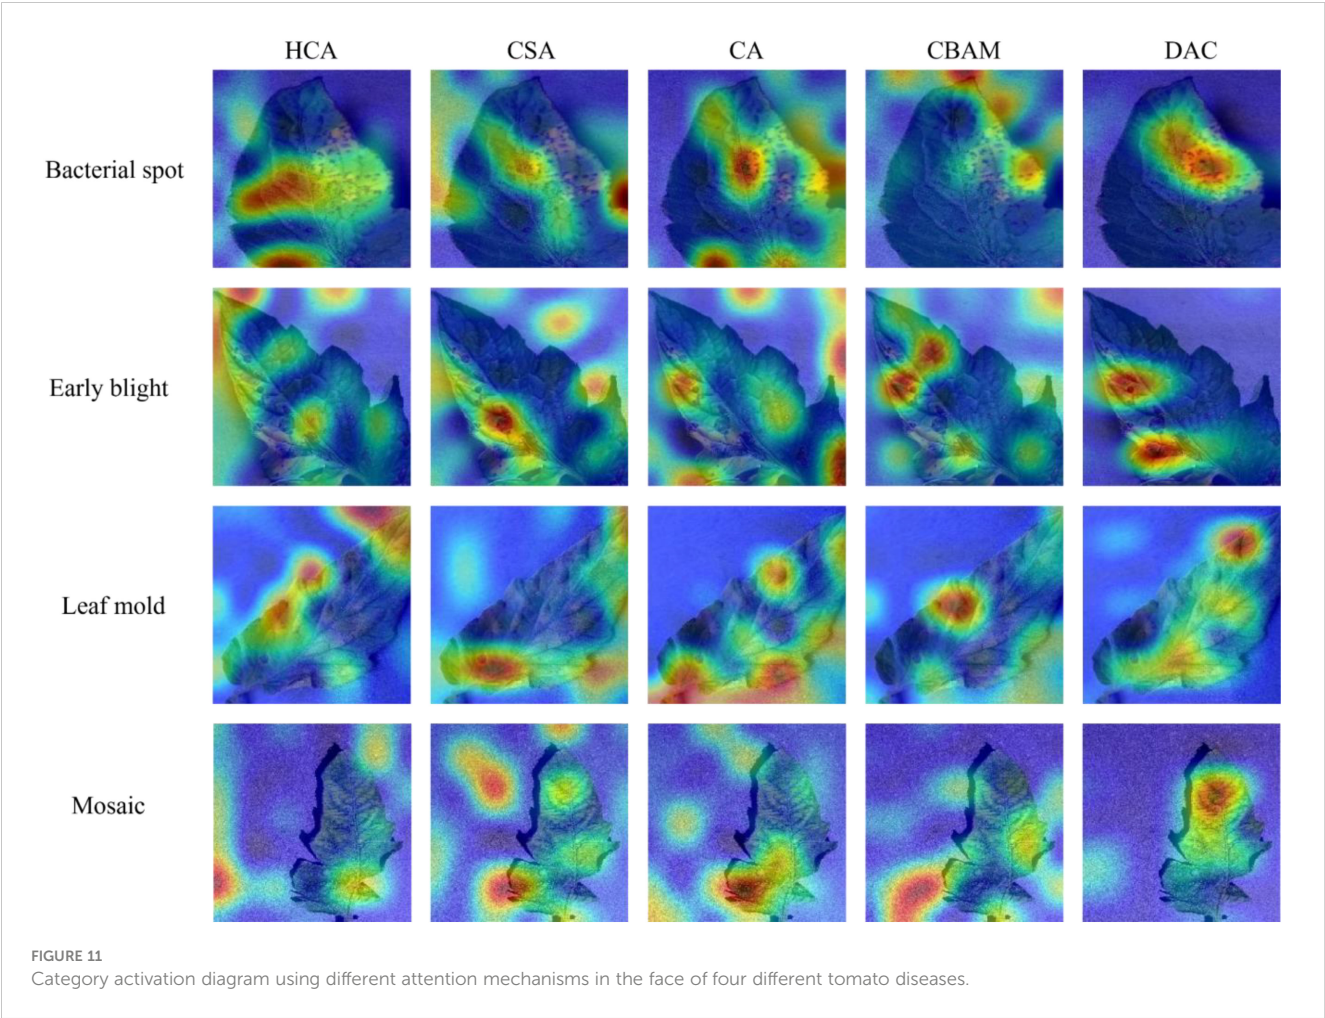 HCA CSA CA CBAM DAC
Bacterial spot
Early blight
Leaf mold
Mosaic
FIGURE 11
Category activation diagram using different attention mechanisms in the face of four different tomato diseases.